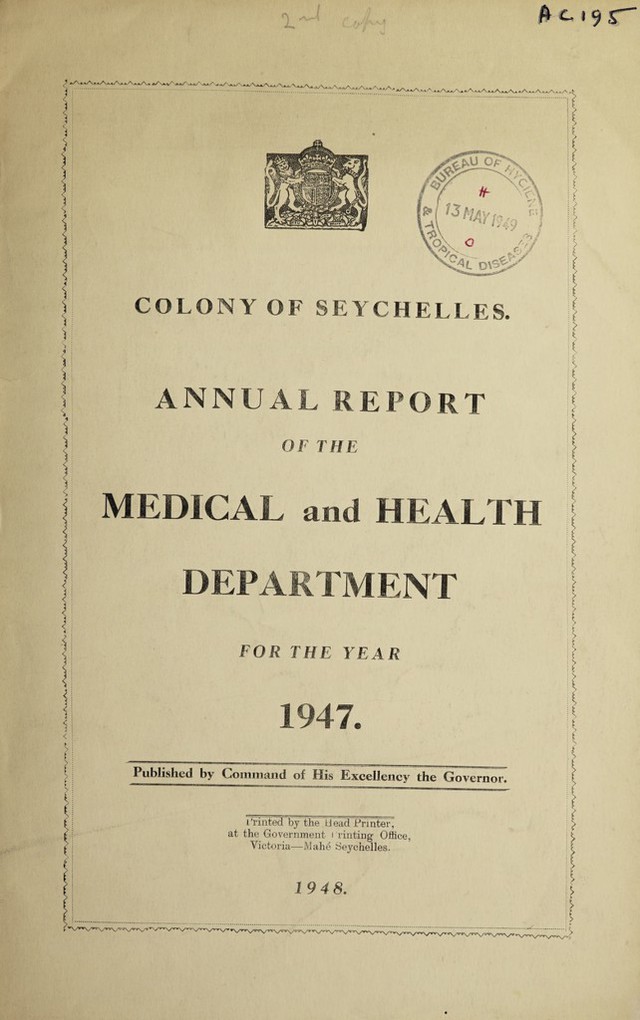 2nd copy
AC.195
BUREAU OF HYGIENE
13 MAY 1949
& TROPICAL DISEASES
COLONY OF SEYCHELLES.
ANNUAL REPORT
OF THE
MEDICAL and HEALTH
DEPARTMENT
FOR THE YEAR
1947.
Published by Command of His Excellency the Governor.
Printed by the Head Printer,
at the Government Printing Office,
Victoria—Mahé Seychelles.
1948.